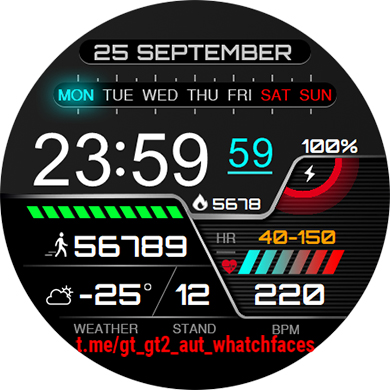 25 SEPTEMBER
MON TUE WED THU FRI SAT SUN
23:59 59
100%
5678
56789
HR 40-150
-25° 12 220
WEATHER STAND BPM
t.me/gt_gt2_aut_whatchfaces